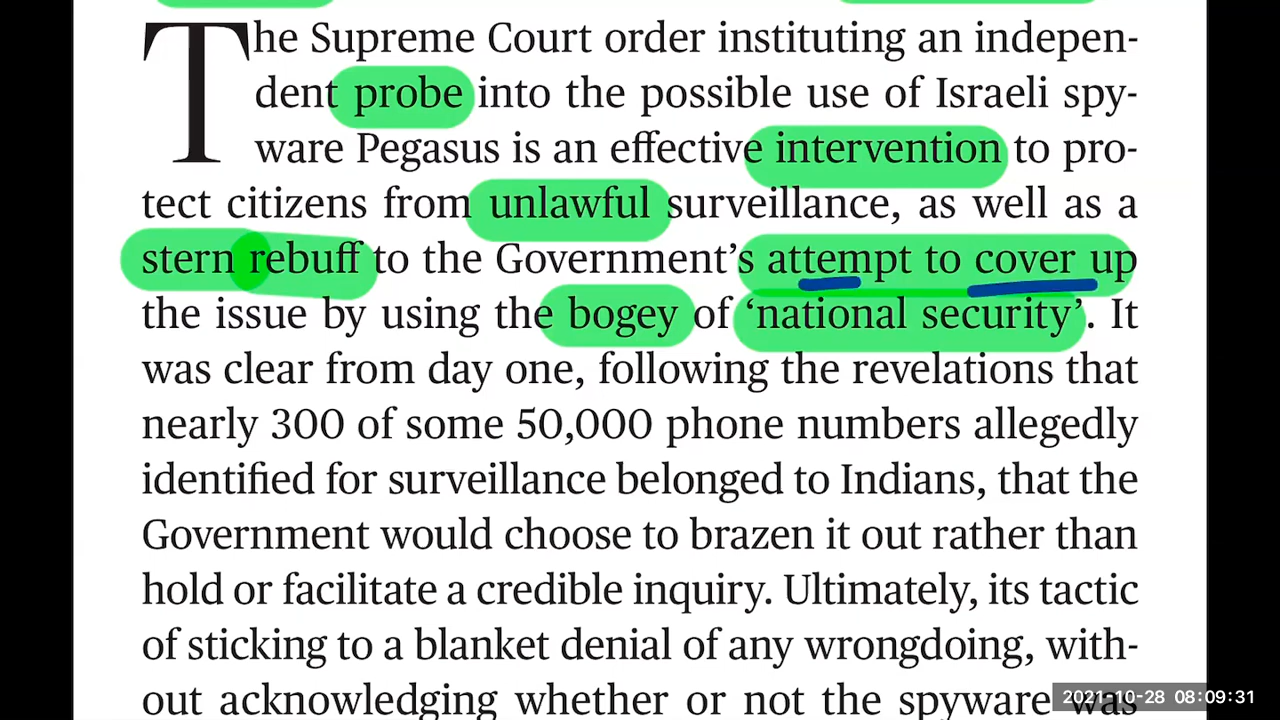 The Supreme Court order instituting an indepen-
dent probe into the possible use of Israeli spy-
ware Pegasus is an effective intervention to pro-
tect citizens from unlawful surveillance, as well as a
stern rebuff to the Government’s attempt to cover up
the issue by using the bogey of ‘national security’. It
was clear from day one, following the revelations that
nearly 300 of some 50,000 phone numbers allegedly
identified for surveillance belonged to Indians, that the
Government would choose to brazen it out rather than
hold or facilitate a credible inquiry. Ultimately, its tactic
of sticking to a blanket denial of any wrongdoing, with-
out acknowledging whether or not the spyware was
2021-10-28 08:09:31